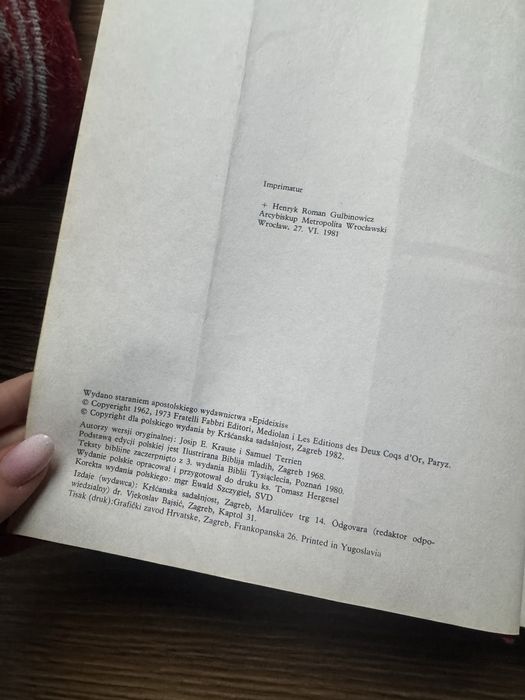 Imprimatur
+ Henryk Roman Gulbinowicz
Arcybiskup Metropolita Wrocławski
Wrocław. 27. VI. 1981
Wydano staraniem apostolskiego wydawnictwa »Epideixis«
© Copyeright 1962, 1973 Fratelli Fabbri Editori, Mediolan i Les Editions des Deux Coqs d'Or, Paryz.
© Copyright dla polskiego wydania by Kršćanska sadašnjost, Zagreb 1982.
Autorzy wersji oryginalnej: Josip E. Krause i Samuel Terrien
Podstawą edycji polskiej jest Ilustrirana Biblija mladih, Zagreb 1968.
Teksty biblijne zaczerpnięto z 3. wydania Biblii Tysiąclecia, Poznań 1980.
Wydanie polskie opracował i przygotował do druku ks. Tomasz Hergesel
Korekta wydania polskiego: mgr Ewald Szczygieł, SVD
Izdaje (wydawca): Kršćanska sadašnjost, Zagreb, Marulićev trg 14. Odgovara (redaktor odpo-
wiedzialny) dr. Vjekoslav Bajsić, Zagreb, Kaptol 31.
Tisak (druk):Grafički zavod Hrvatske, Zagreb, Frankopanska 26. Printed in Yugoslavia